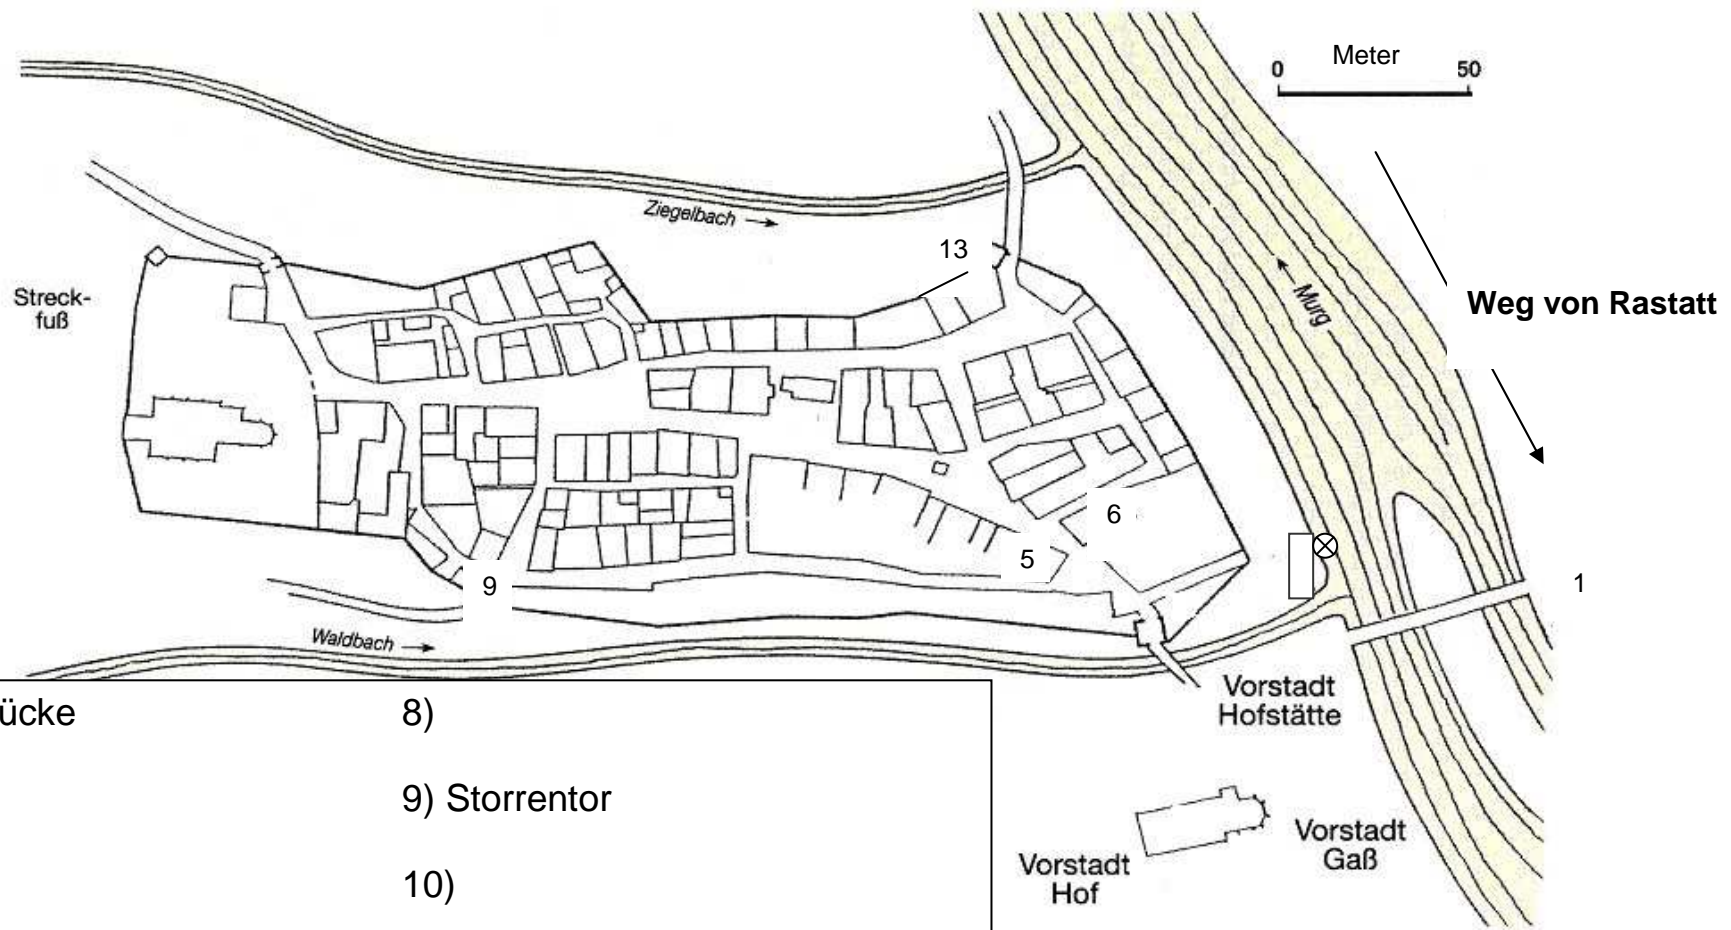 Meter
0 50
Ziegelbach
13
Streck-
fuß
Murg
Weg von Rastatt
6
5
9
1
Waldbach
Vorstadt
Hofstätte
ücke 8)
9) Storrentor
10)
Vorstadt
Gaß
Vorstadt
Hof